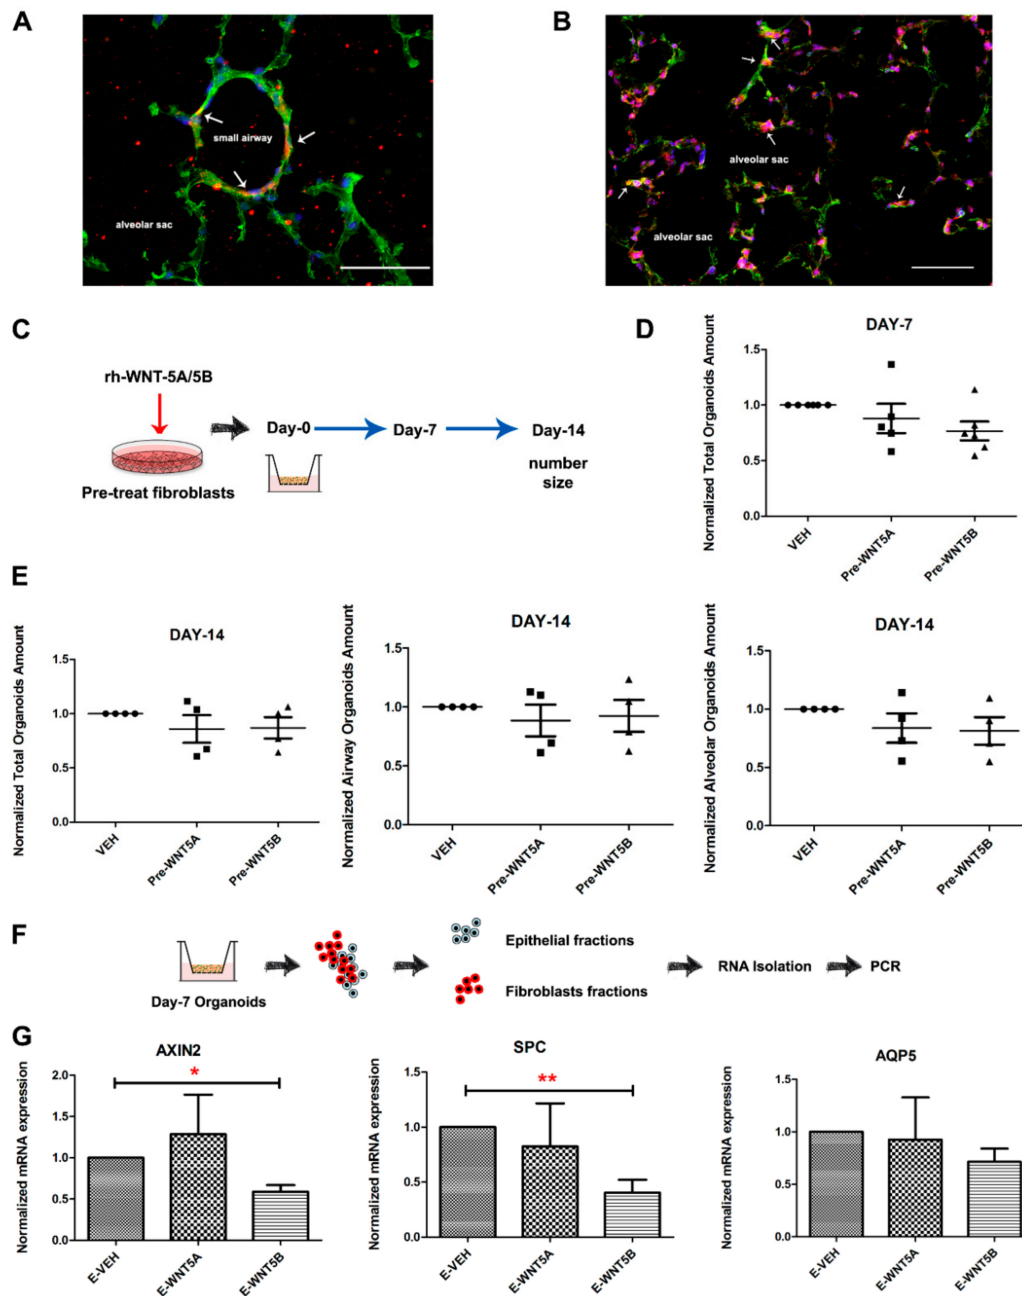 A
small airway
alveolar sac
B
alveolar sac
alveolar sac
C
rh-WNT-5A/5B
Pre-treat fibroblasts
Day-0
Day-7
Day-14
number
size
D
DAY-7
Normalized Total Organoids Amount
1.5
1.0
0.5
0.0
VEH
Pre-WNT5A
Pre-WNT5B
E
DAY-14
Normalized Total Organoids Amount
1.5
1.0
0.5
0.0
VEH
Pre-WNT5A
Pre-WNT5B
DAY-14
Normalized Airway Organoids Amount
1.5
1.0
0.5
0.0
VEH
Pre-WNT5A
Pre-WNT5B
DAY-14
Normalized Alveolar Organoids Amount
1.5
1.0
0.5
0.0
VEH
Pre-WNT5A
Pre-WNT5B
F
Day-7 Organoids
Epithelial fractions
Fibroblasts fractions
RNA Isolation
PCR
G
AXIN2
Normalized mRNA expression
2.0
1.5
1.0
0.5
0.0
*
E-VEH
E-WNT5A
E-WNT5B
SPC
Normalized mRNA expression
1.5
1.0
0.5
0.0
**
E-VEH
E-WNT5A
E-WNT5B
AQP5
Normalized mRNA expression
1.5
1.0
0.5
0.0
E-VEH
E-WNT5A
E-WNT5B